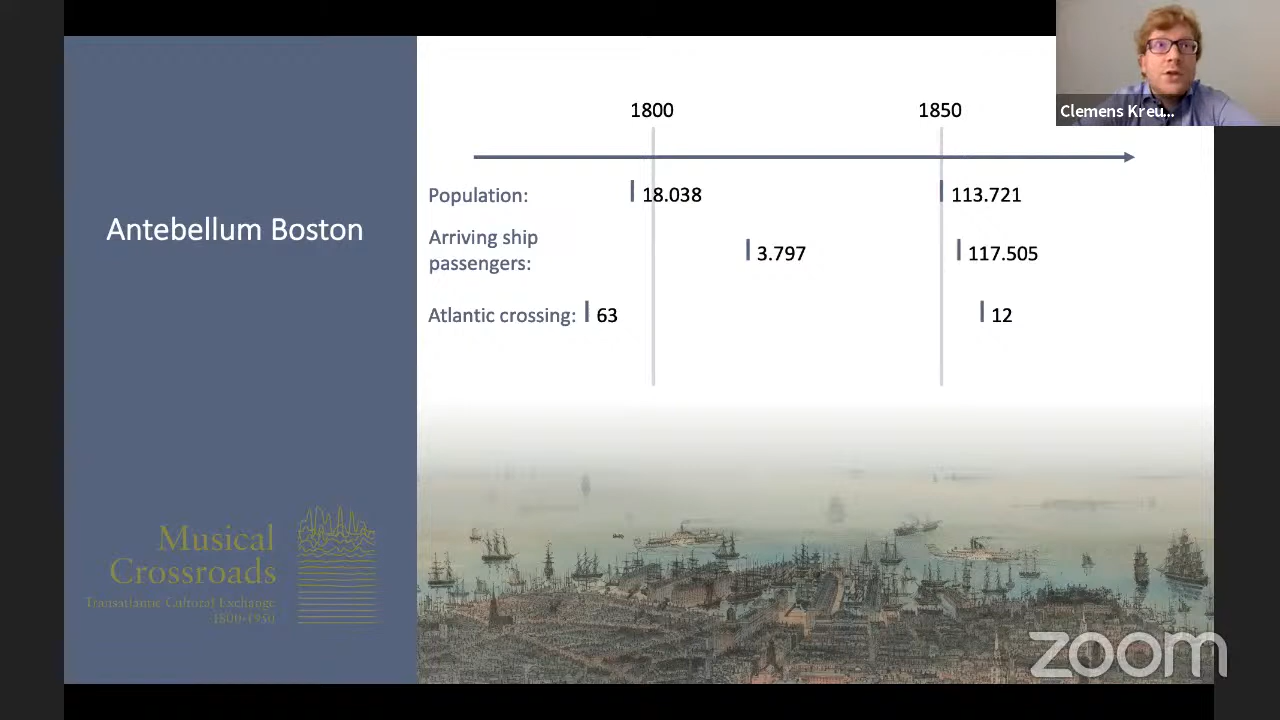 Clemens Kreu...
1800
1850
Population:
18.038
113.721
Arriving ship
passengers:
3.797
117.505
Atlantic crossing:
63
12
Antebellum Boston
Musical
Crossroads
Transatlantic Cultural Exchange
1800-1950
zoom